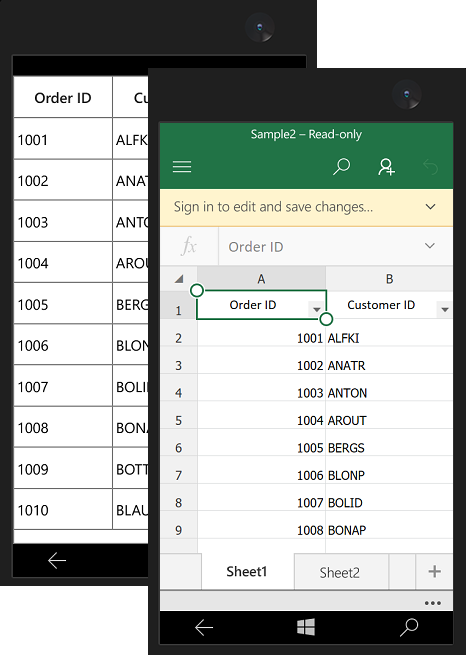 Order ID Cu
1001 ALFK
1002 ANAT
1003 ANTO
1004 AROU
1005 BERG
1006 BLON
1007 BOLI
1008 BONA
1009 BOTT
1010 BLAU
Sample2 – Read-only
Sign in to edit and save changes...
fx Order ID
A B
1 Order ID Customer ID
2 1001 ALFKI
3 1002 ANATR
4 1003 ANTON
5 1004 AROUT
6 1005 BERGS
7 1006 BLONP
8 1007 BOLID
9 1008 BONAP
Sheet1 Sheet2 +